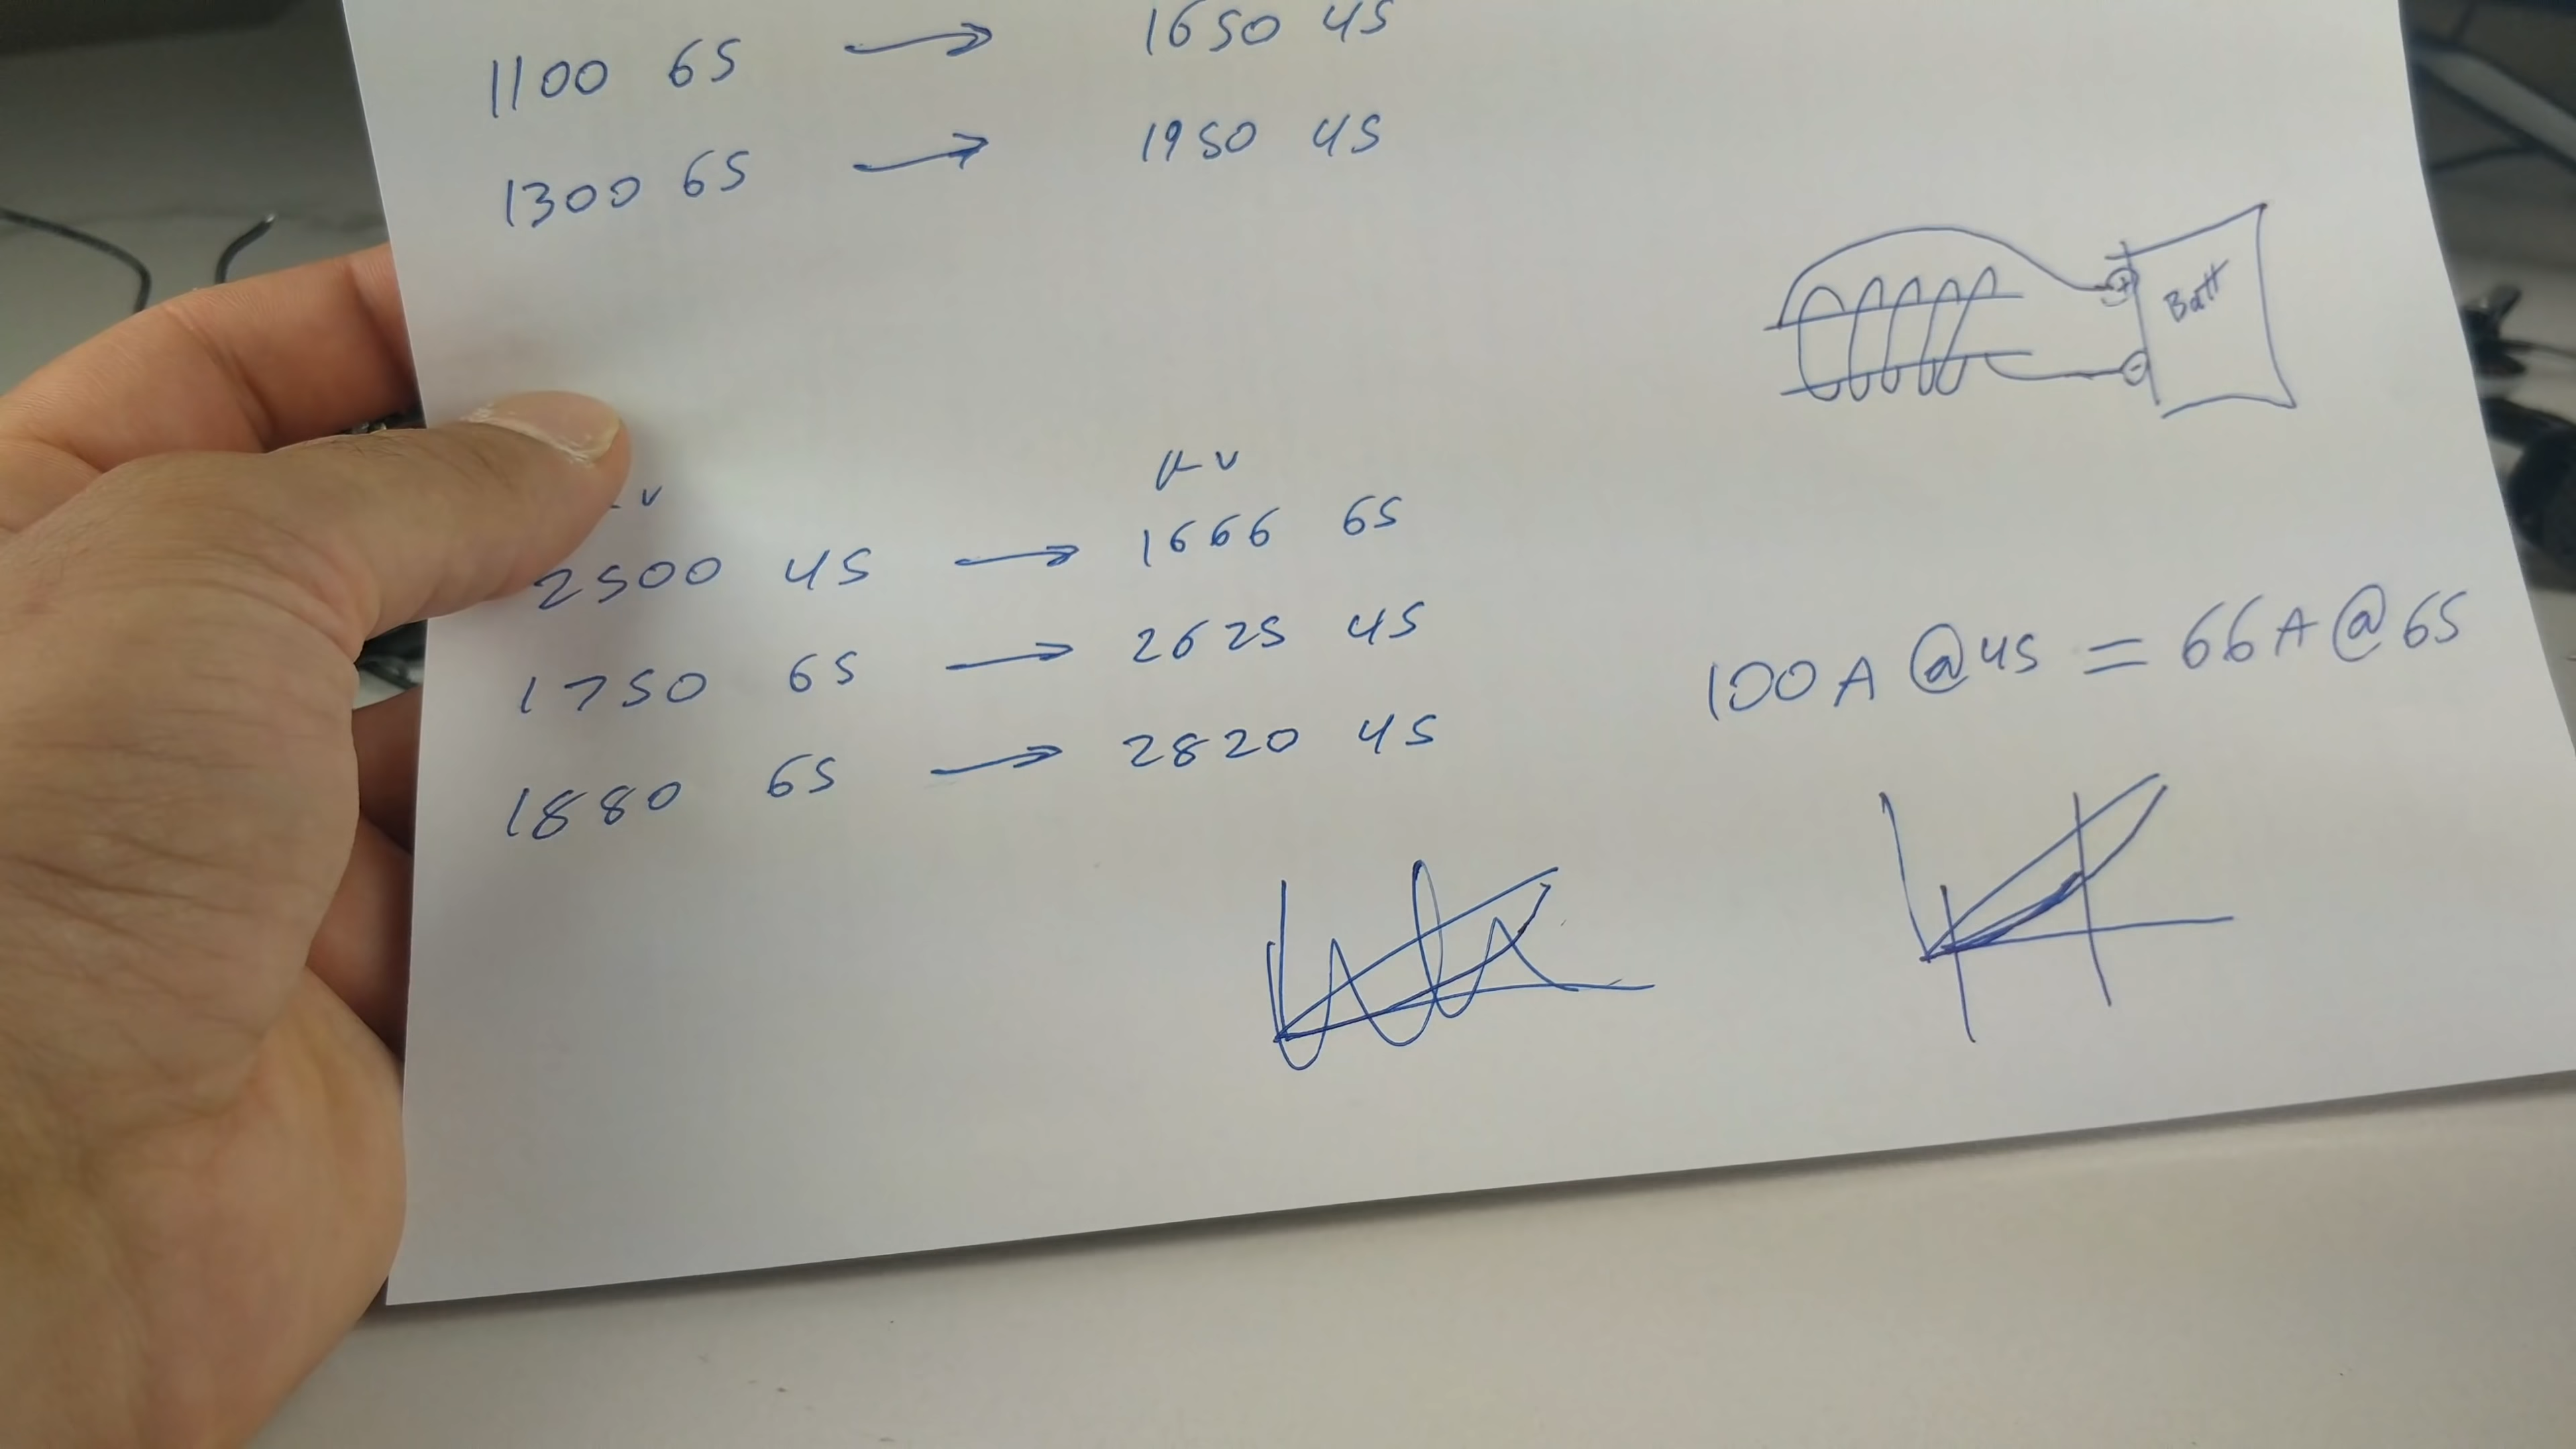 1100 6S → 1650 4S
1300 6S → 1950 4S
Batt
+
-
KV
2500 4S → 1666 6S
1750 6S → 2625 4S
1880 6S → 2820 4S
100A @4S = 66A @6S